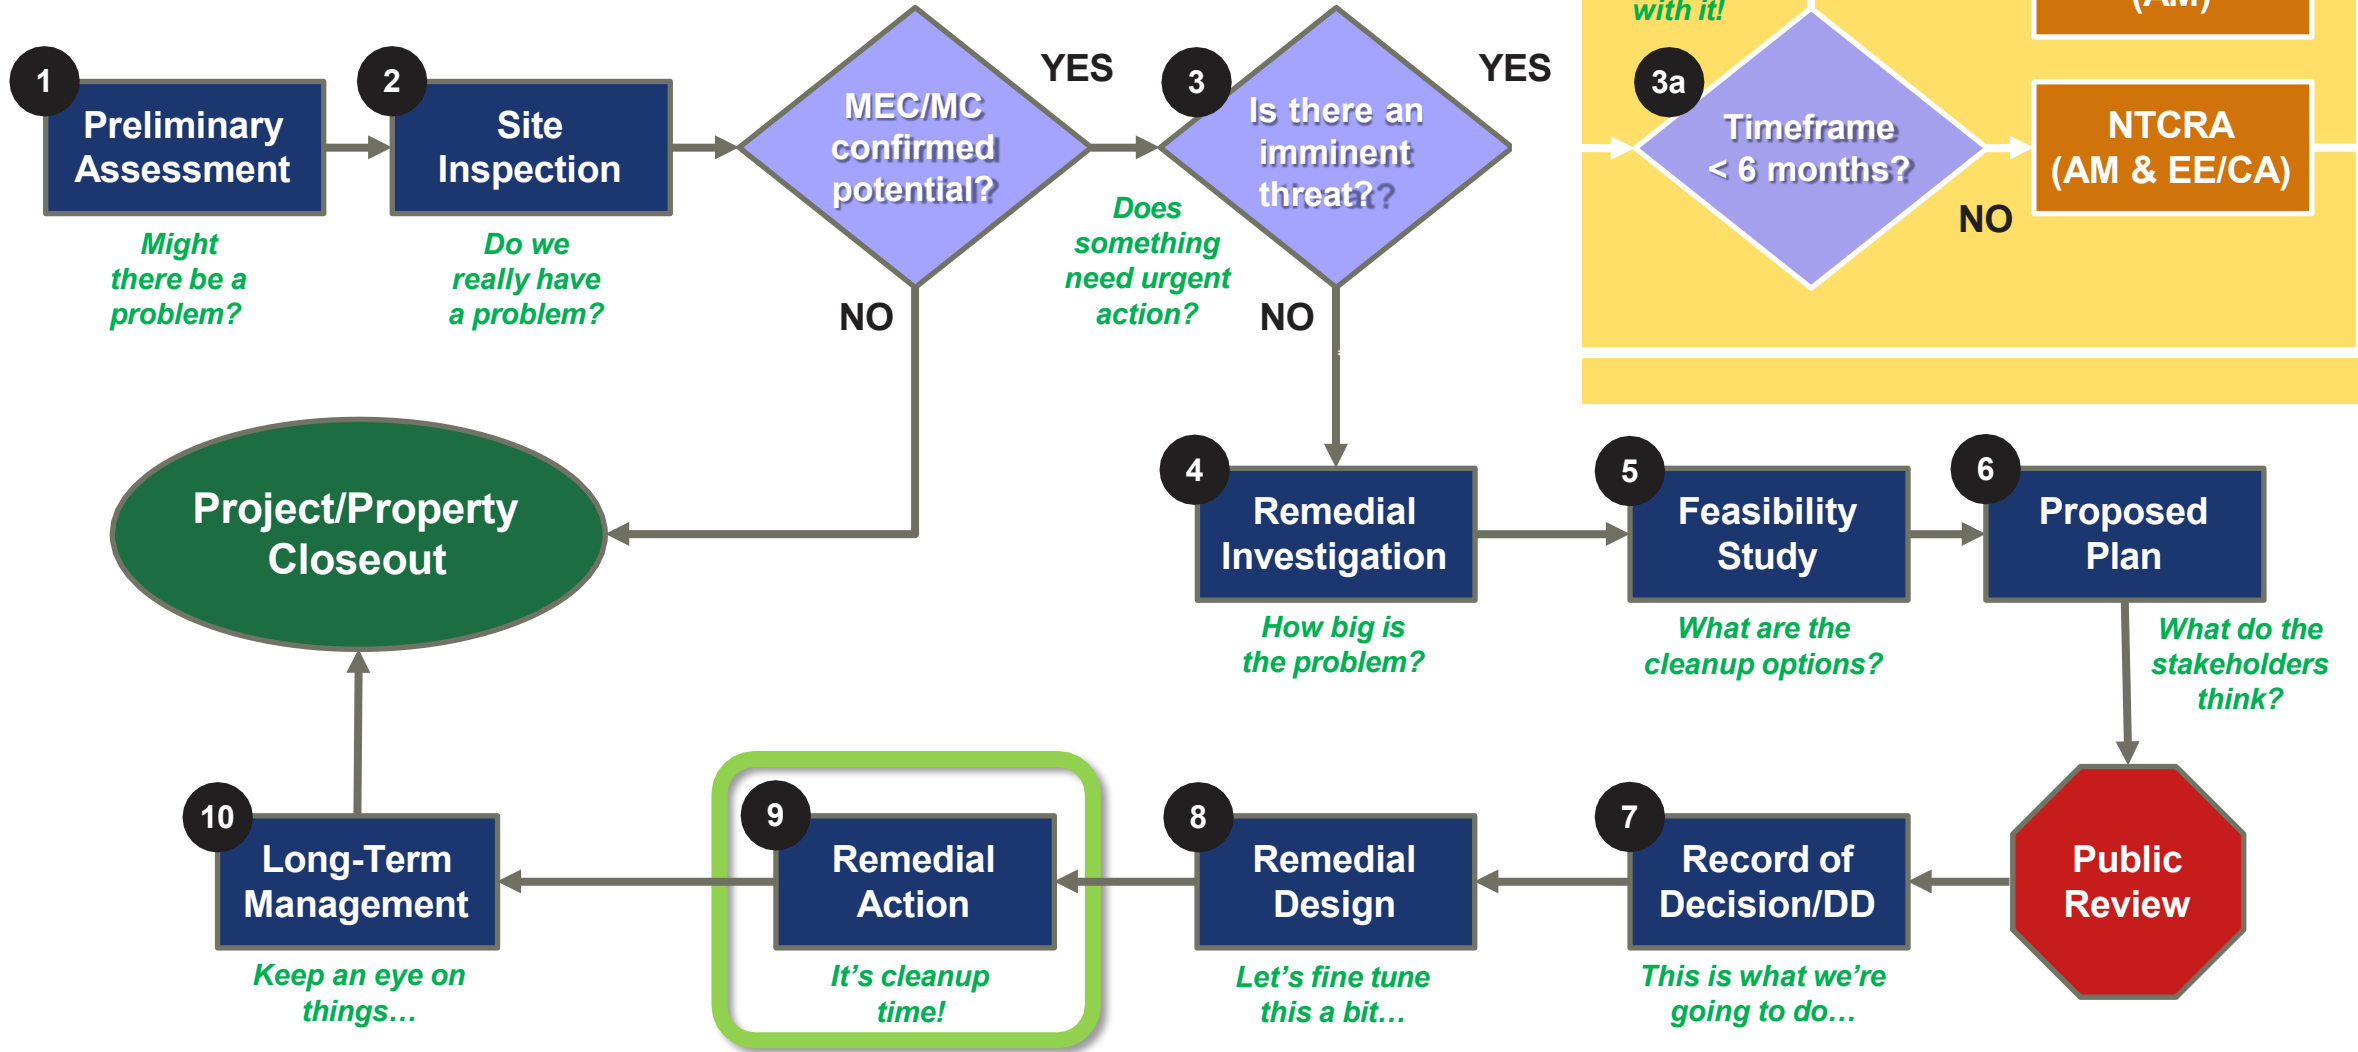 with it!
(AM)
1
Preliminary
Assessment
Might
there be a
problem?
2
Site
Inspection
Do we
really have
a problem?
MEC/MC
confirmed
potential?
YES
NO
3
Is there an
imminent
threat?
Does
something
need urgent
action?
YES
NO
3a
Timeframe
< 6 months?
NO
NTCRA
(AM & EE/CA)
Project/Property
Closeout
4
Remedial
Investigation
How big is
the problem?
5
Feasibility
Study
What are the
cleanup options?
6
Proposed
Plan
What do the
stakeholders
think?
10
Long-Term
Management
Keep an eye on
things…
9
Remedial
Action
It's cleanup
time!
8
Remedial
Design
Let's fine tune
this a bit…
7
Record of
Decision/DD
This is what we're
going to do…
Public
Review